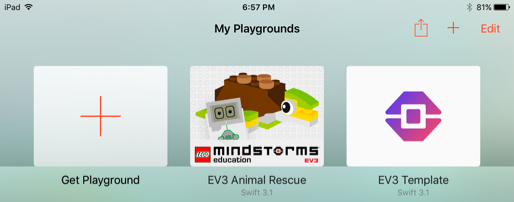 iPad 6:57 PM 81%
My Playgrounds Edit
LEGO mindstorms
education EV3
Get Playground EV3 Animal Rescue EV3 Template
Swift 3.1 Swift 3.1